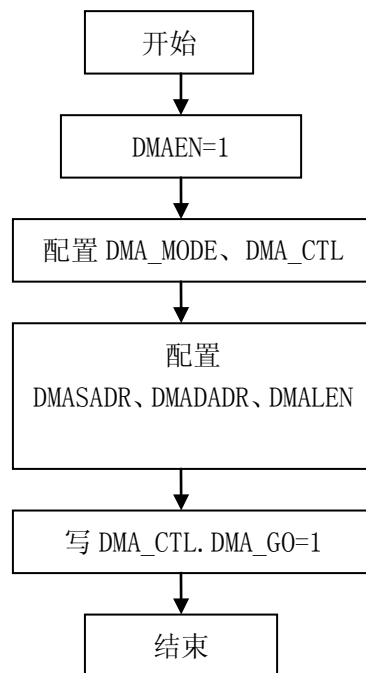 开始
DMAEN=1
配置 DMA_MODE、DMA_CTL
配置
DMASADR、DMADADR、DMALEN
写 DMA_CTL.DMA_GO=1
结束